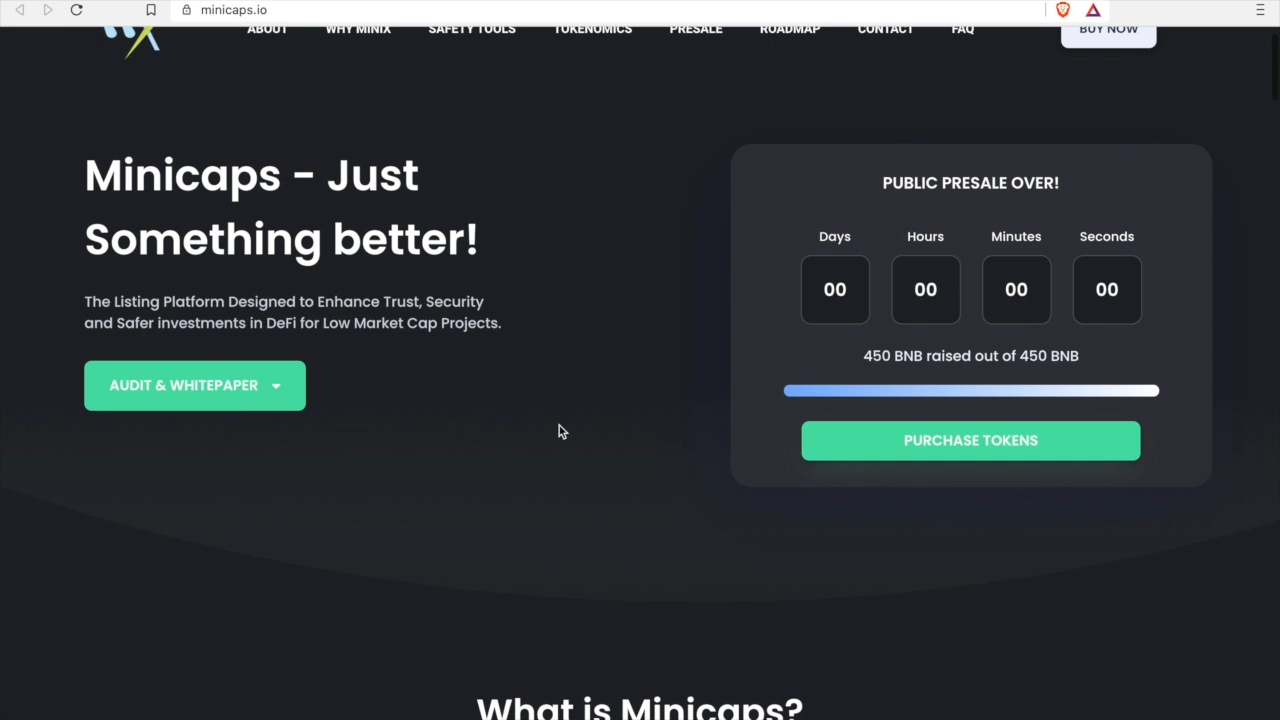 minicaps.io
ABOUT WHY MINIX SAFETY TOOLS TOKENOMICS PRESALE ROADMAP CONTACT FAQ BUY NOW
Minicaps - Just
Something better!
The Listing Platform Designed to Enhance Trust, Security
and Safer investments in DeFi for Low Market Cap Projects.
AUDIT & WHITEPAPER
PUBLIC PRESALE OVER!
Days Hours Minutes Seconds
00 00 00 00
450 BNB raised out of 450 BNB
PURCHASE TOKENS
What is Minicaps?